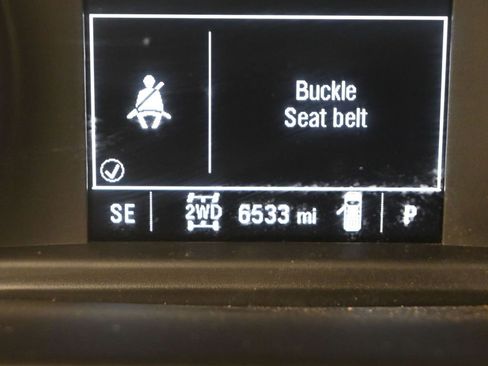 Buckle
Seat belt
SE 2WD 6533 mi P